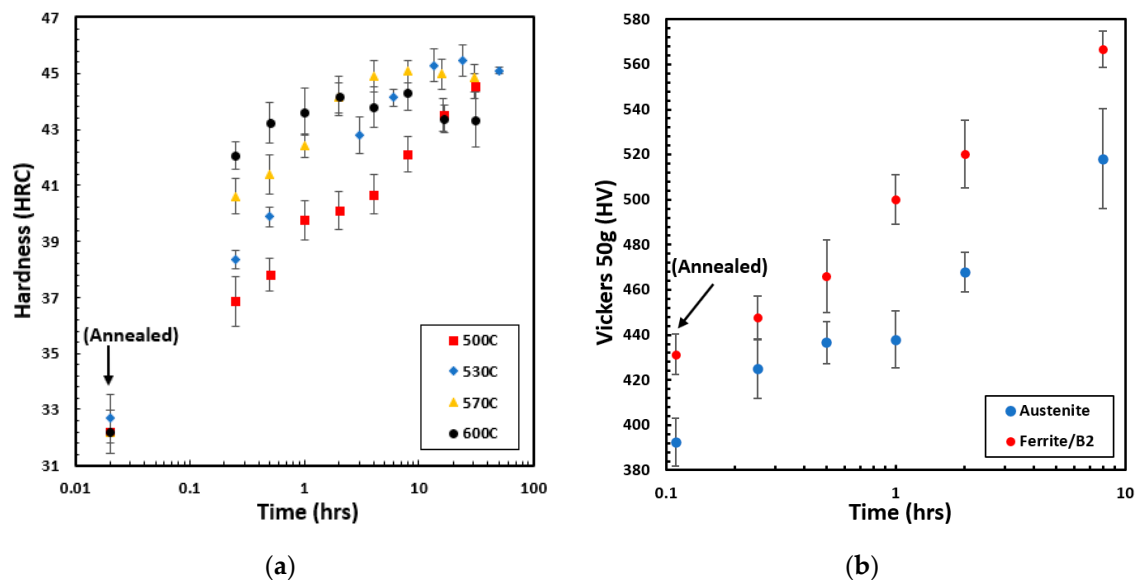 Hardness (HRC)
47
45
43
41
39
37
35
33
31
(Annealed)
500C
530C
570C
600C
0.01
0.1
1
10
100
Time (hrs)
(a)
Vickers 50g (HV)
580
560
540
520
500
480
460
440
420
400
380
(Annealed)
Austenite
Ferrite/B2
0.1
1
10
Time (hrs)
(b)